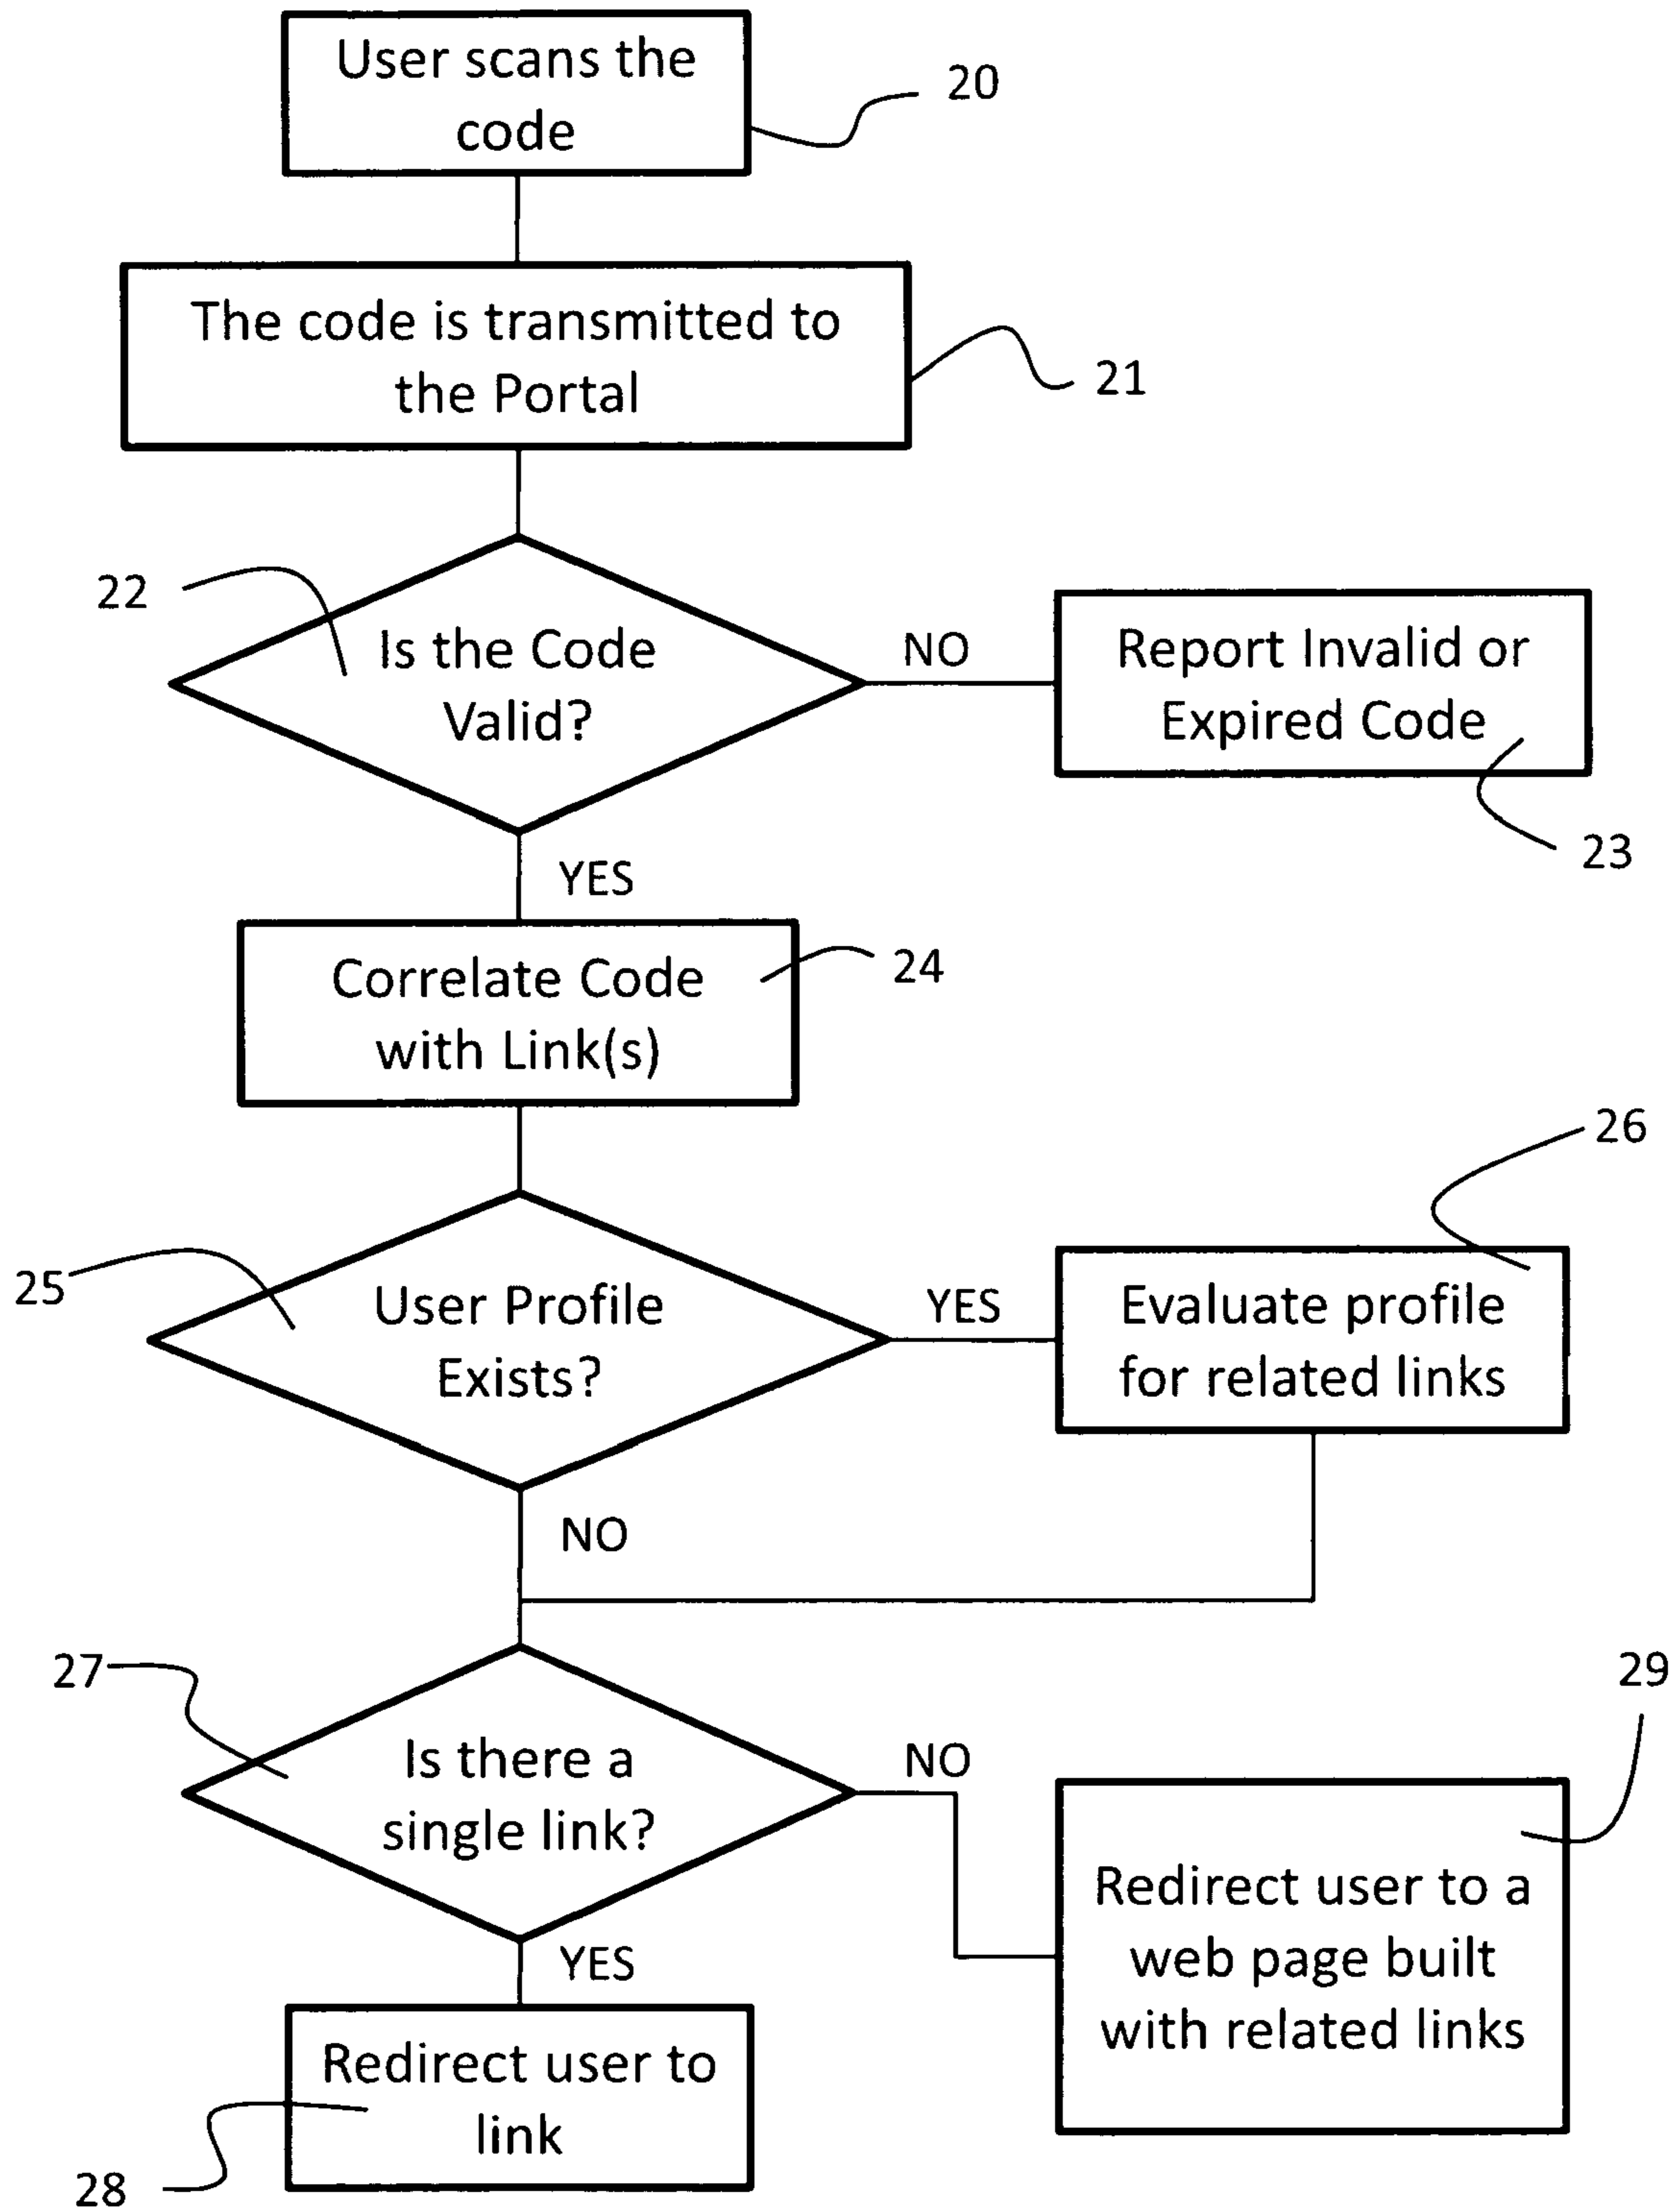 User scans the
code
20
The code is transmitted to
the Portal
21
22
Is the Code
Valid?
NO
Report Invalid or
Expired Code
23
YES
Correlate Code
with Link(s)
24
25
User Profile
Exists?
YES
26
Evaluate profile
for related links
NO
27
Is there a
single link?
NO
29
Redirect user to a
web page built
with related links
YES
Redirect user to
link
28